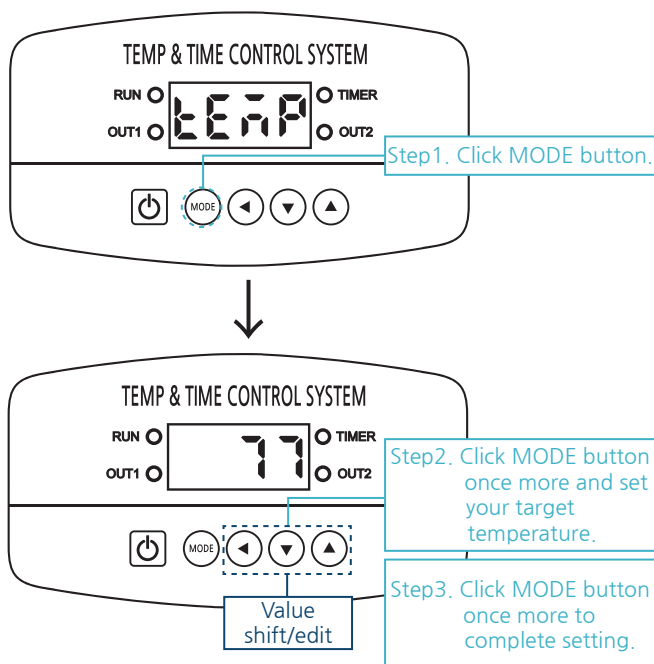 TEMP & TIME CONTROL SYSTEM
RUN
TIMER
tEmP
OUT1
OUT2
Step1. Click MODE button.
MODE
TEMP & TIME CONTROL SYSTEM
RUN
TIMER
77
OUT1
OUT2
Step2. Click MODE button
once more and set
your target
temperature.
MODE
Step3. Click MODE button
once more to
complete setting.
Value
shift/edit